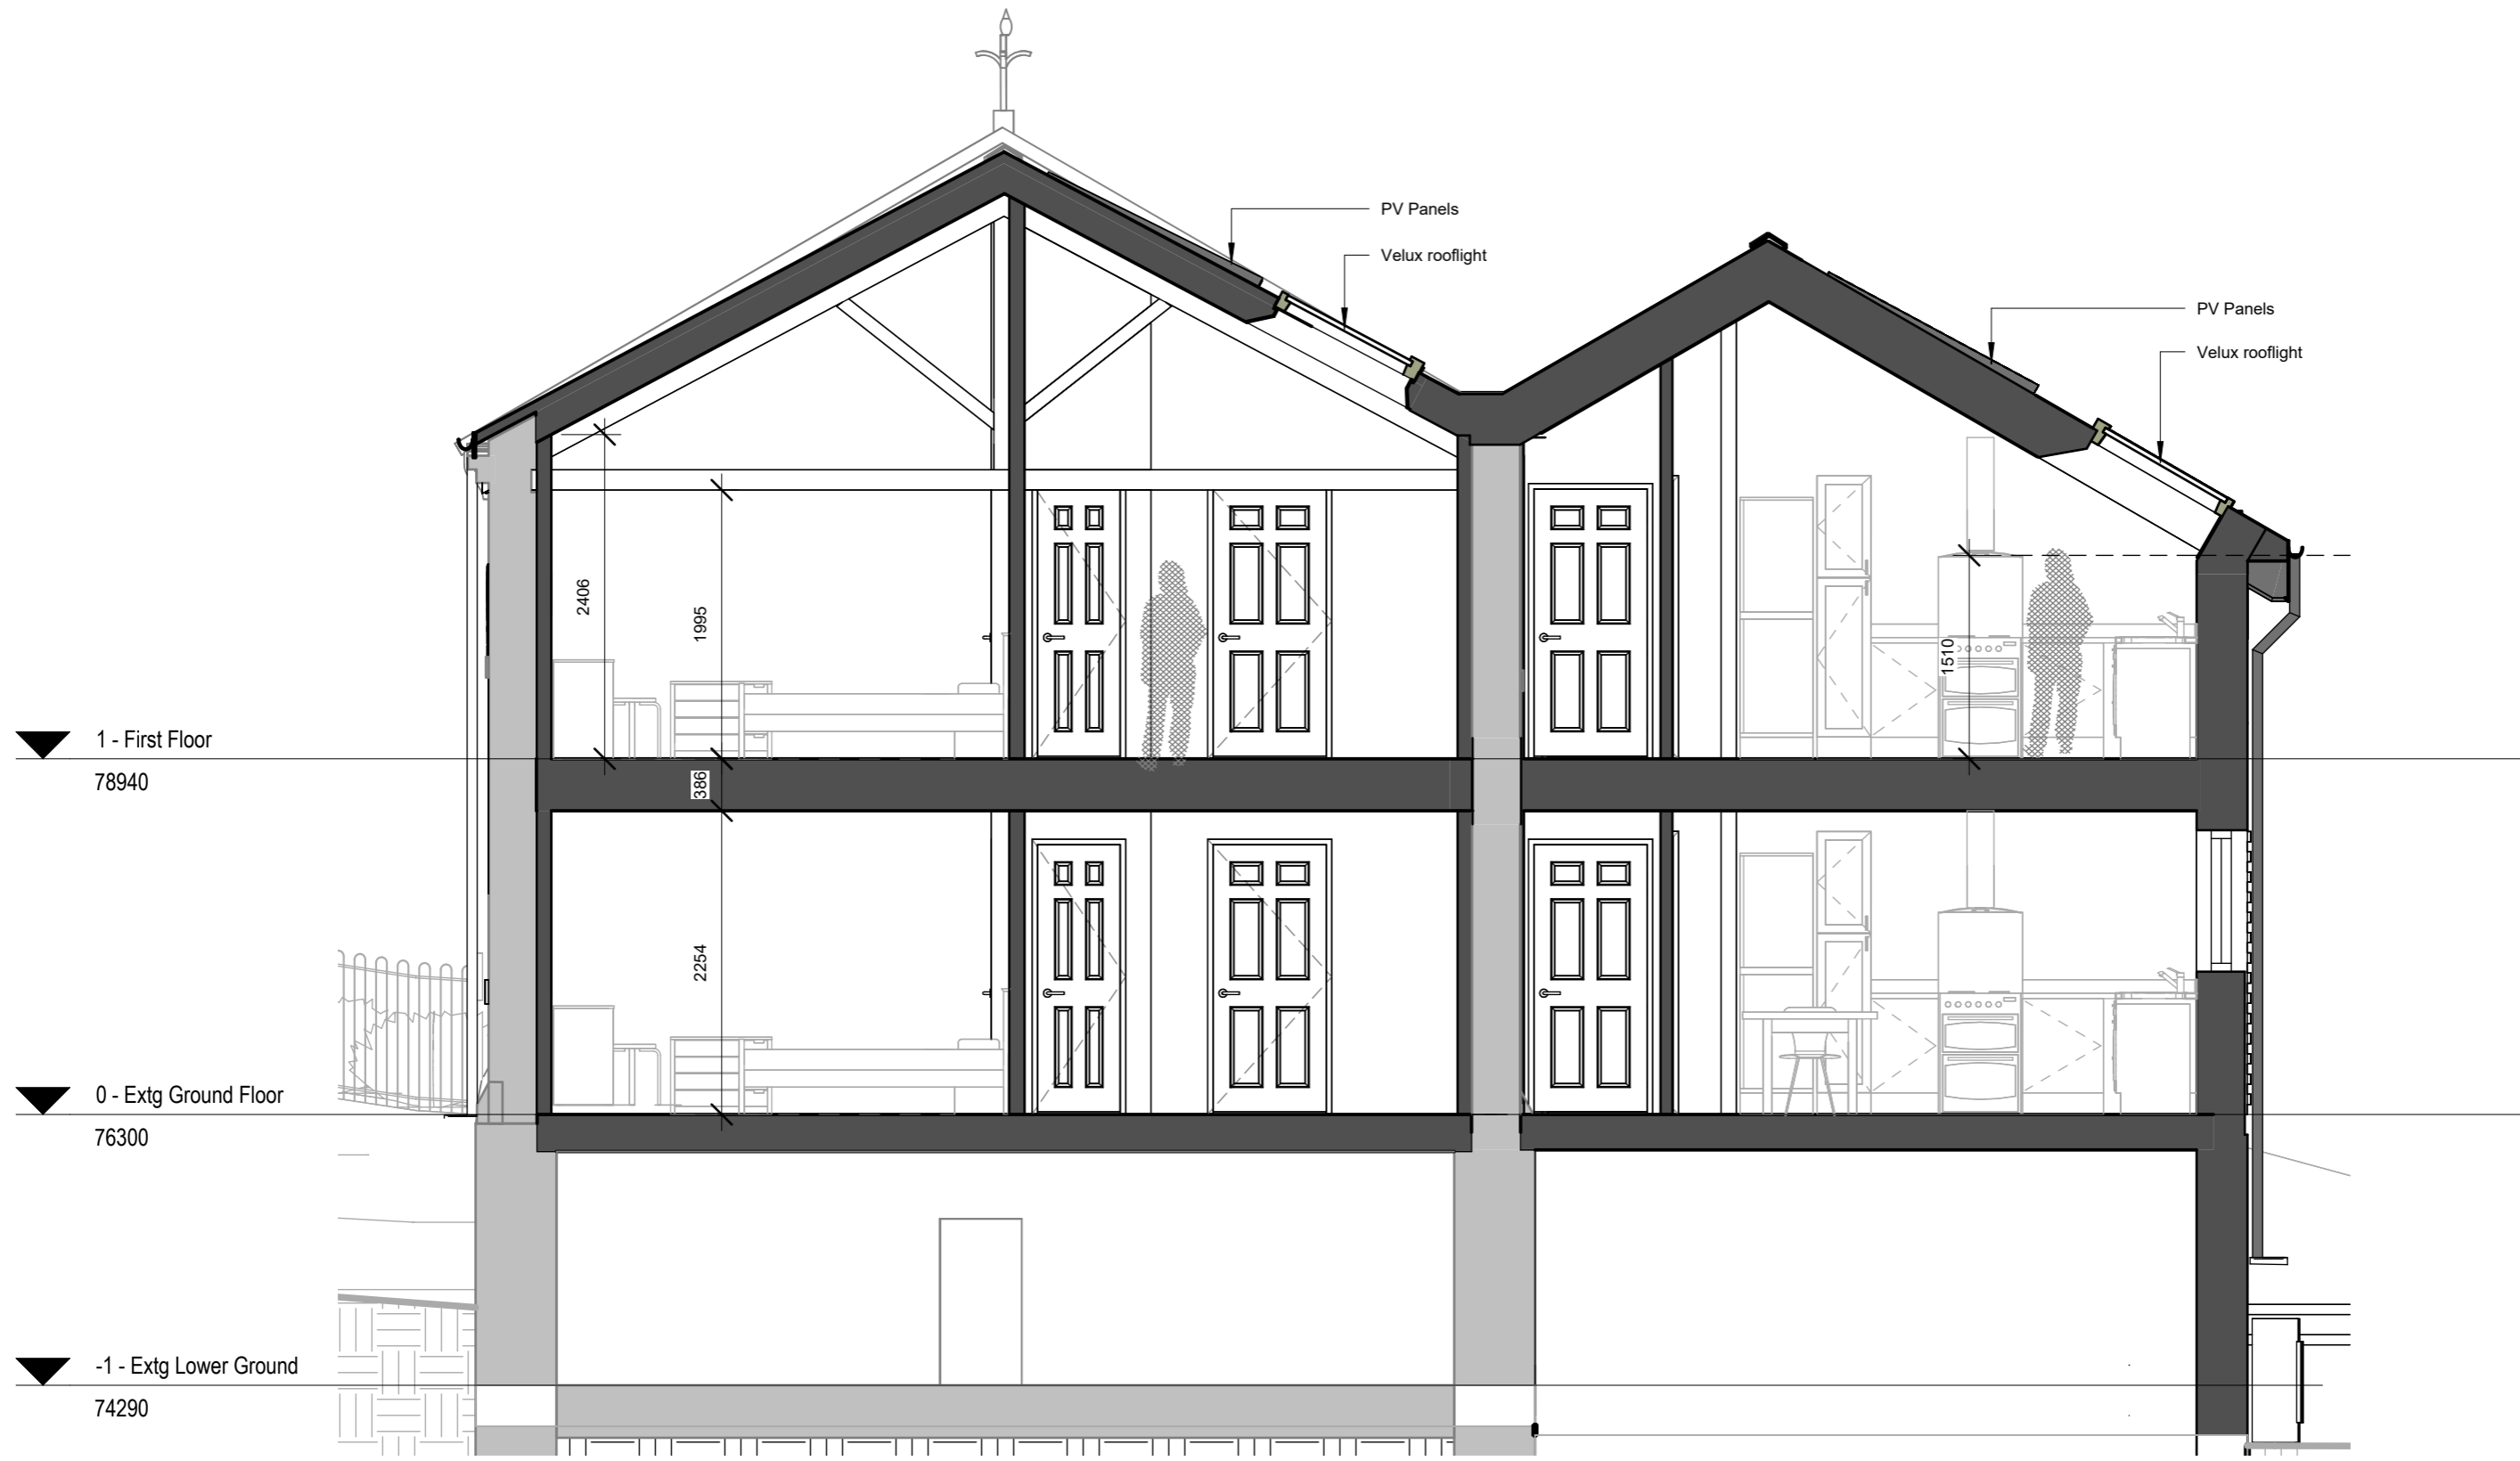 PV Panels
Velux rooflight
PV Panels
Velux rooflight
2406
1995
1510
1 - First Floor
78940
386
2254
0 - Extg Ground Floor
76300
-1 - Extg Lower Ground
74290